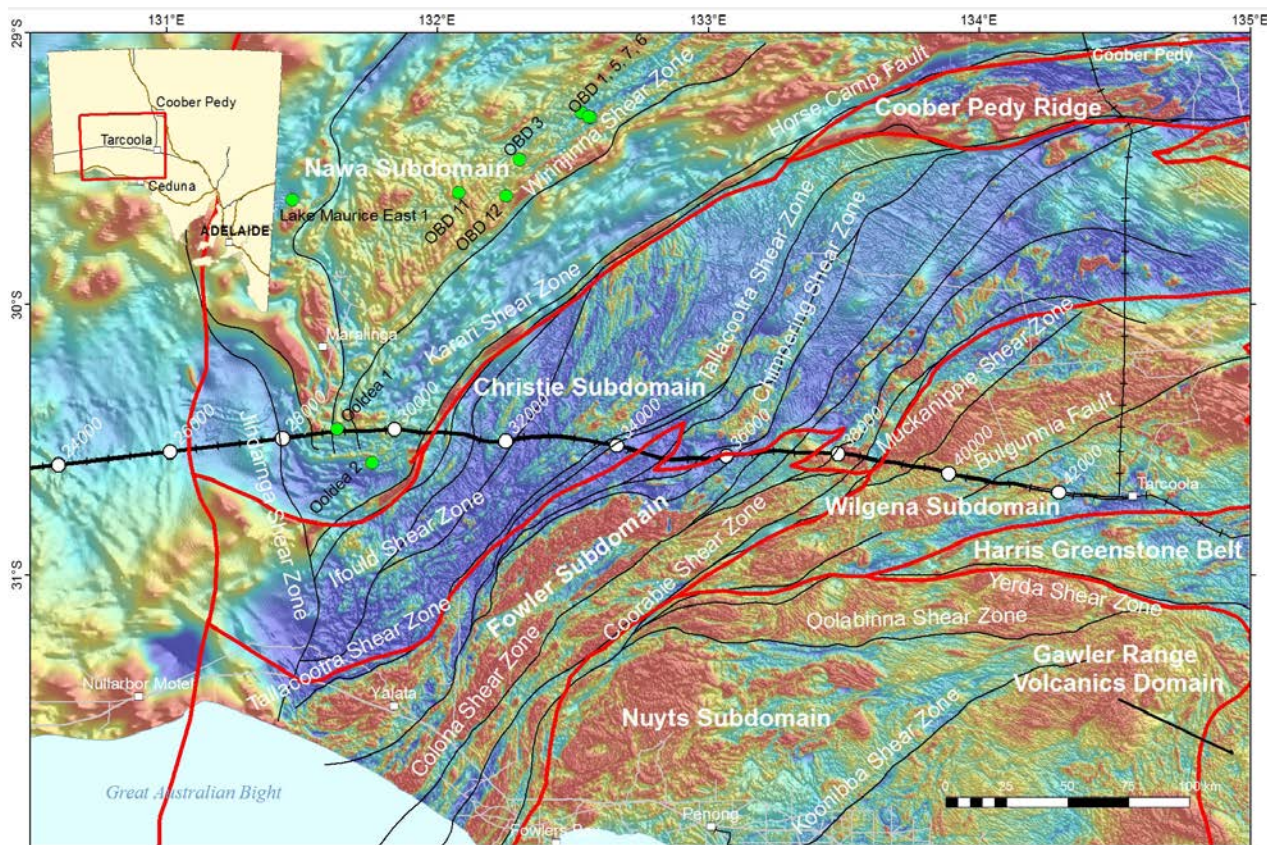 131°E
132°E
133°E
134°E
135°E
29°S
30°S
31°S
Coober Pedy
Tarcoola
Ceduna
ADELAIDE
OBD 1, 5, 7, 6
OBD 3
Winjinna Shear Zone
Horse Camp Fault
Coober Pedy
Coober Pedy Ridge
Nawa Subdomain
Lake Maurice East 1
OBD 11
OBD 12
Karari Shear Zone
Tallacootra Shear Zone
Chimpering Shear Zone
Maralinga
Christie Subdomain
Muckanippie Shear Zone
Bulgunnia Fault
Ooldea 1
Ooldea 2
24000
26000
28000
30000
32000
34000
36000
38000
40000
42000
Tarcoola
Jindarnga Shear Zone
Ifould Shear Zone
Fowler Subdomain
Wilgena Subdomain
Harris Greenstone Belt
Coorabie Shear Zone
Yerda Shear Zone
Oolabinna Shear Zone
Tallacootra Shear Zone
Colona Shear Zone
Gawler Range
Volcanics Domain
Nullarbor Motel
Yalata
Nuyts Subdomain
Koonibba Shear Zone
Great Australian Bight
Fowlers
Penong
0
25
50
75
100 km